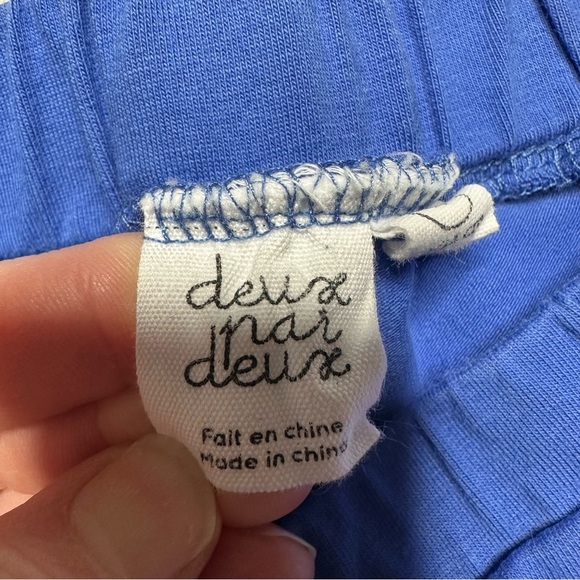 deux
par
deux
Fait en chine
Made in china